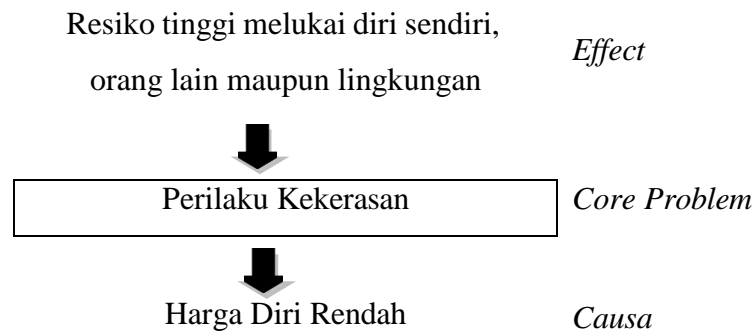 Resiko tinggi melukai diri sendiri,
orang lain maupun lingkungan
Effect
Perilaku Kekerasan
Core Problem
Harga Diri Rendah
Causa